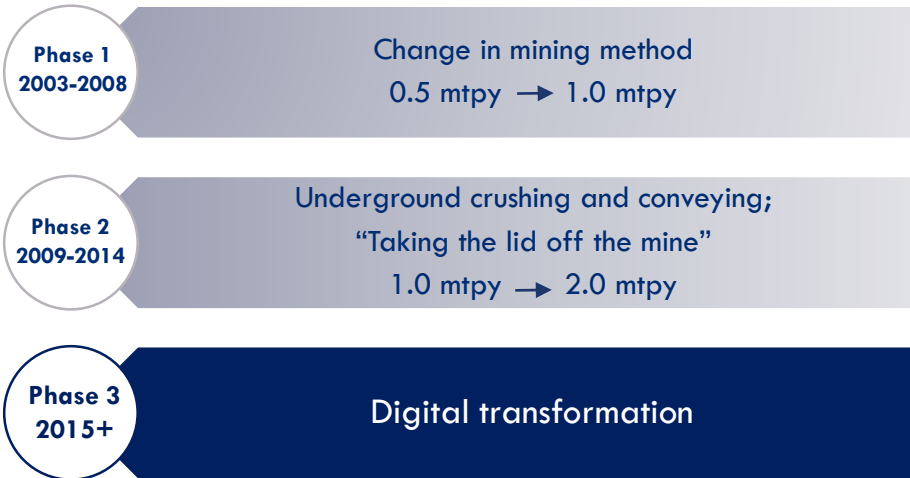 Phase 1
2003-2008
Change in mining method
0.5 mtpy → 1.0 mtpy
Phase 2
2009-2014
Underground crushing and conveying;
“Taking the lid off the mine”
1.0 mtpy → 2.0 mtpy
Phase 3
2015+
Digital transformation